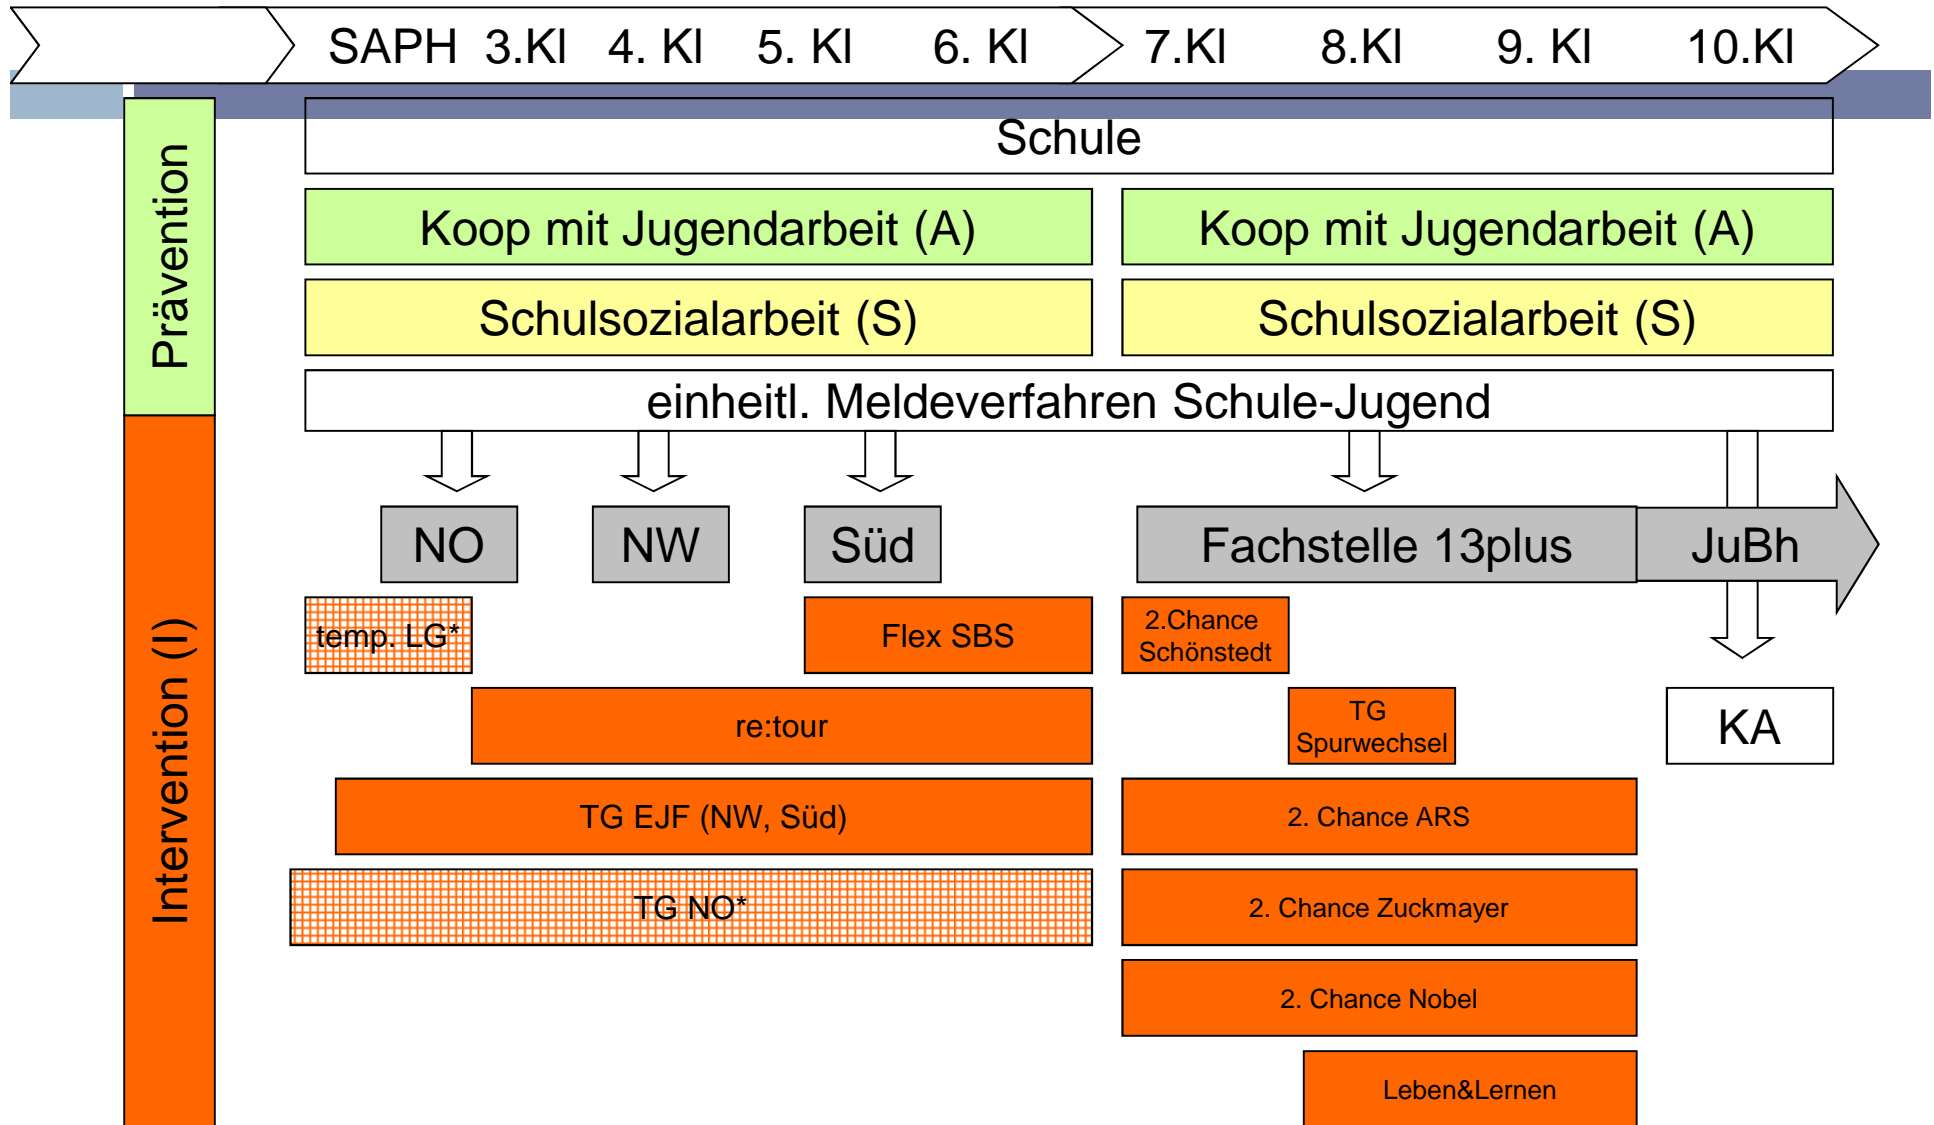 SAPH 3.Kl 4. Kl 5. Kl 6. Kl 7.Kl 8.Kl 9. Kl 10.Kl
Prävention
Schule
Koop mit Jugendarbeit (A)
Koop mit Jugendarbeit (A)
Schulsozialarbeit (S)
Schulsozialarbeit (S)
einheitl. Meldeverfahren Schule-Jugend
Intervention (I)
NO
NW
Süd
Fachstelle 13plus
JuBh
temp. LG*
Flex SBS
2.Chance
Schönstedt
re:tour
TG
Spurwechsel
KA
TG EJF (NW, Süd)
2. Chance ARS
TG NO*
2. Chance Zuckmayer
2. Chance Nobel
Leben&Lernen